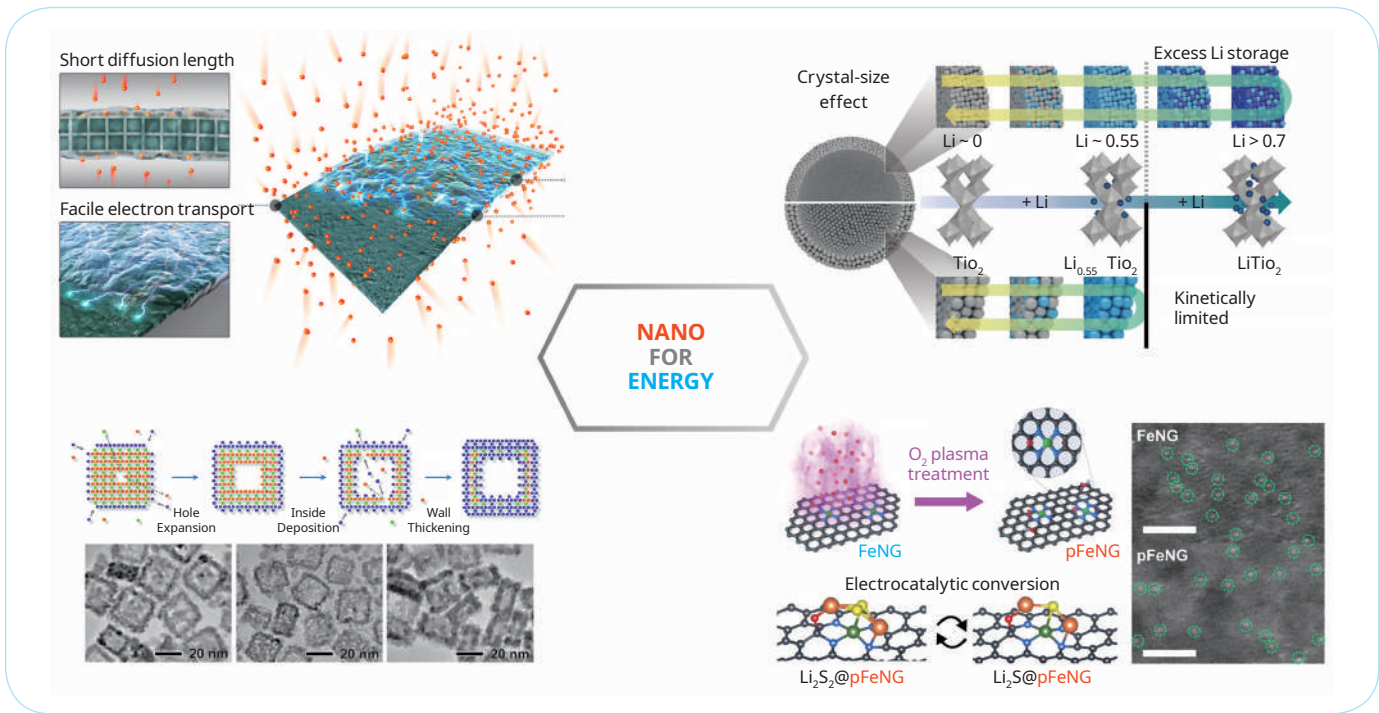 Short diffusion length
Facile electron transport
Crystal-size
effect
Excess Li storage
Li ~ 0
Li ~ 0.55
Li > 0.7
+ Li
+ Li
Tio₂
Li₀.₅₅ Tio₂
LiTio₂
Kinetically
limited
NANO
FOR
ENERGY
Hole
Expansion
Inside
Deposition
Wall
Thickening
20 nm
20 nm
20 nm
O₂ plasma
treatment
FeNG
pFeNG
Electrocatalytic conversion
Li₂S₂@pFeNG
Li₂S@pFeNG
FeNG
pFeNG